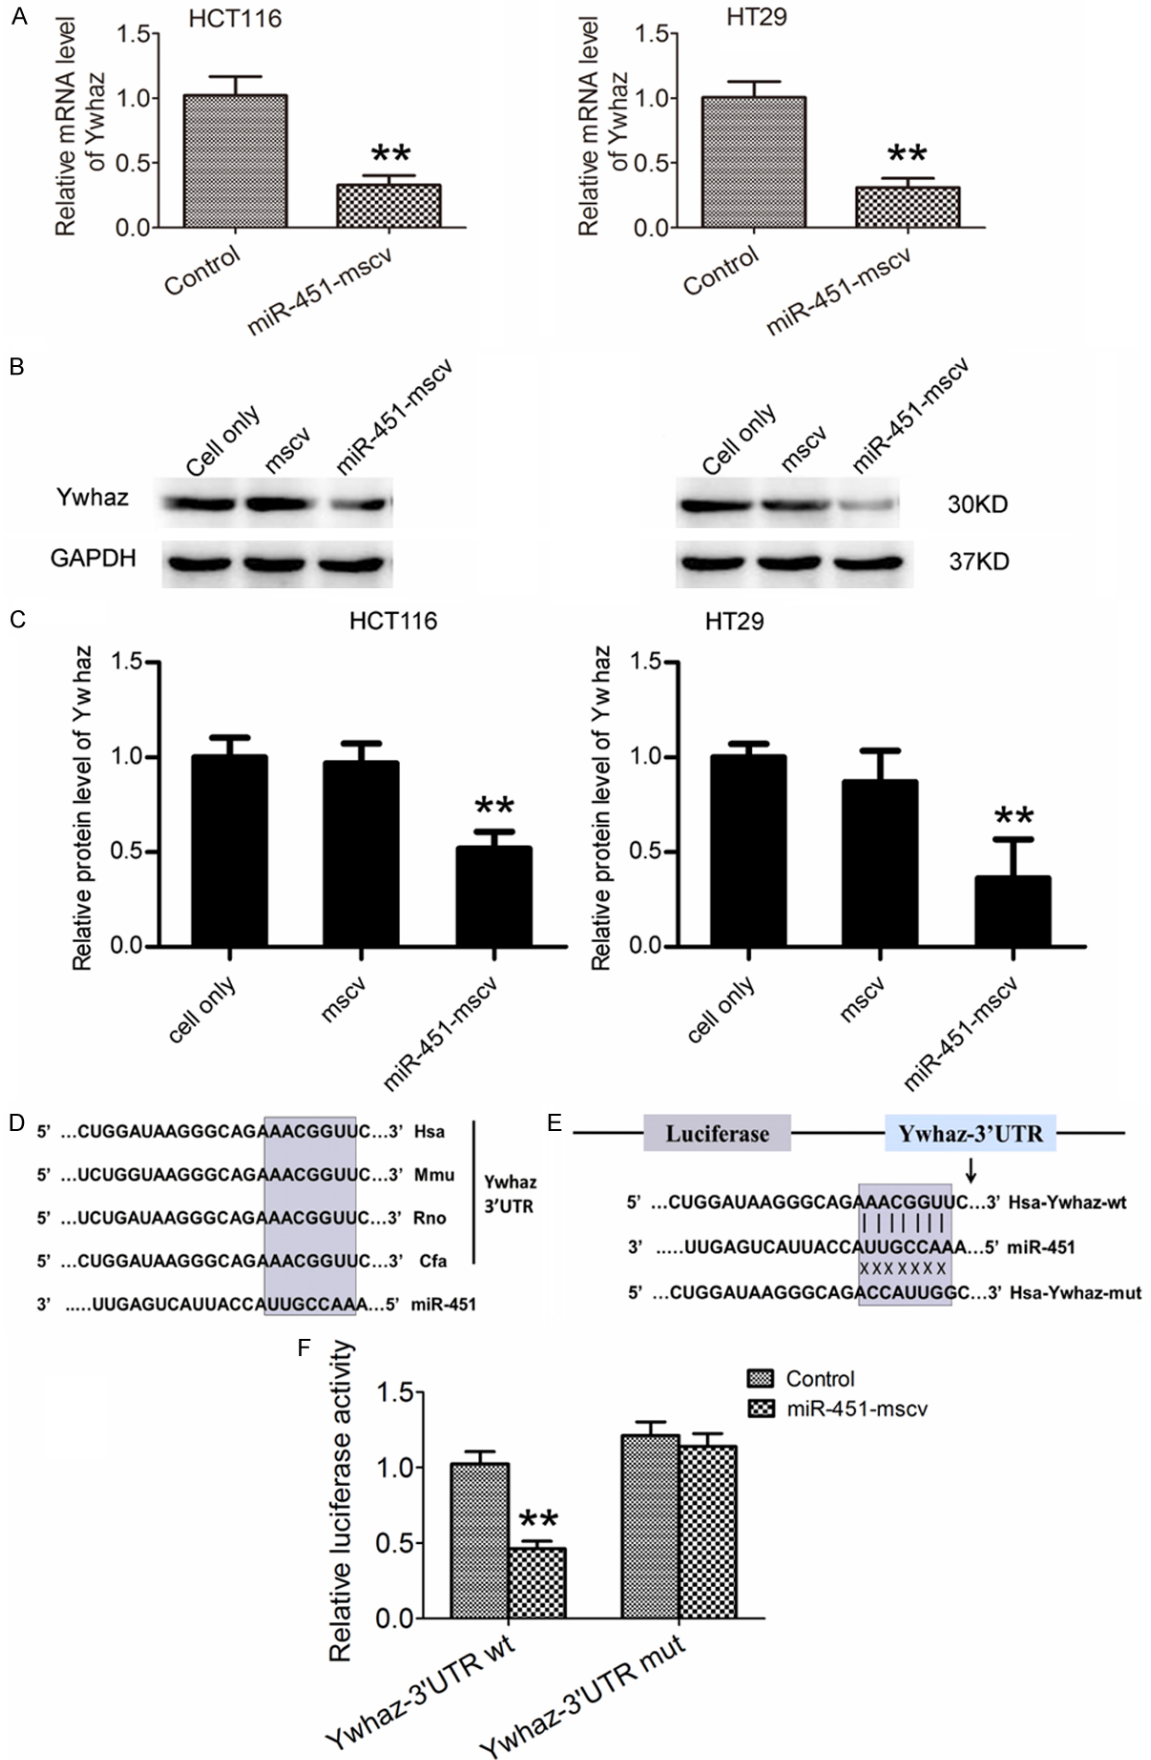 A
HCT116
HT29
Relative mRNA level
of Ywhaz
1.5
1.0
0.5
0.0
**
Control
miR-451-mscv
Relative mRNA level
of Ywhaz
1.5
1.0
0.5
0.0
**
Control
miR-451-mscv
B
Cell only
mscv
miR-451-mscv
Cell only
mscv
miR-451-mscv
Ywhaz
30KD
GAPDH
37KD
C
HCT116
HT29
Relative protein level of Ywhaz
1.5
1.0
0.5
0.0
**
cell only
mscv
miR-451-mscv
Relative protein level of Ywhaz
1.5
1.0
0.5
0.0
**
cell only
mscv
miR-451-mscv
D
5’ ...CUGGAUAAGGGCAGAAACGGUUC...3’ Hsa
5’ ...UCUGGUAAGGGCAGAAACGGUUC...3’ Mmu
5’ ...UCUGAUAAGGGCAGAAACGGUUC...3’ Rno
5’ ...CUGGAUAAGGGCAGAAACGGUUC...3’ Cfa
3’ .....UUGAGUCAUUACCAUUGCCAAA...5’ miR-451
Ywhaz
3’UTR
E
Luciferase
Ywhaz-3’UTR
5’ ...CUGGAUAAGGGCAGAAACGGUUC...3’ Hsa-Ywhaz-wt
3’ .....UUGAGUCAUUACCAUUGCCAAA...5’ miR-451
XXXXXXX
5’ ...CUGGAUAAGGGCAGACCAUUGGC...3’ Hsa-Ywhaz-mut
F
Relative luciferase activity
1.5
1.0
0.5
0.0
**
Control
miR-451-mscv
Ywhaz-3'UTR wt
Ywhaz-3'UTR mut